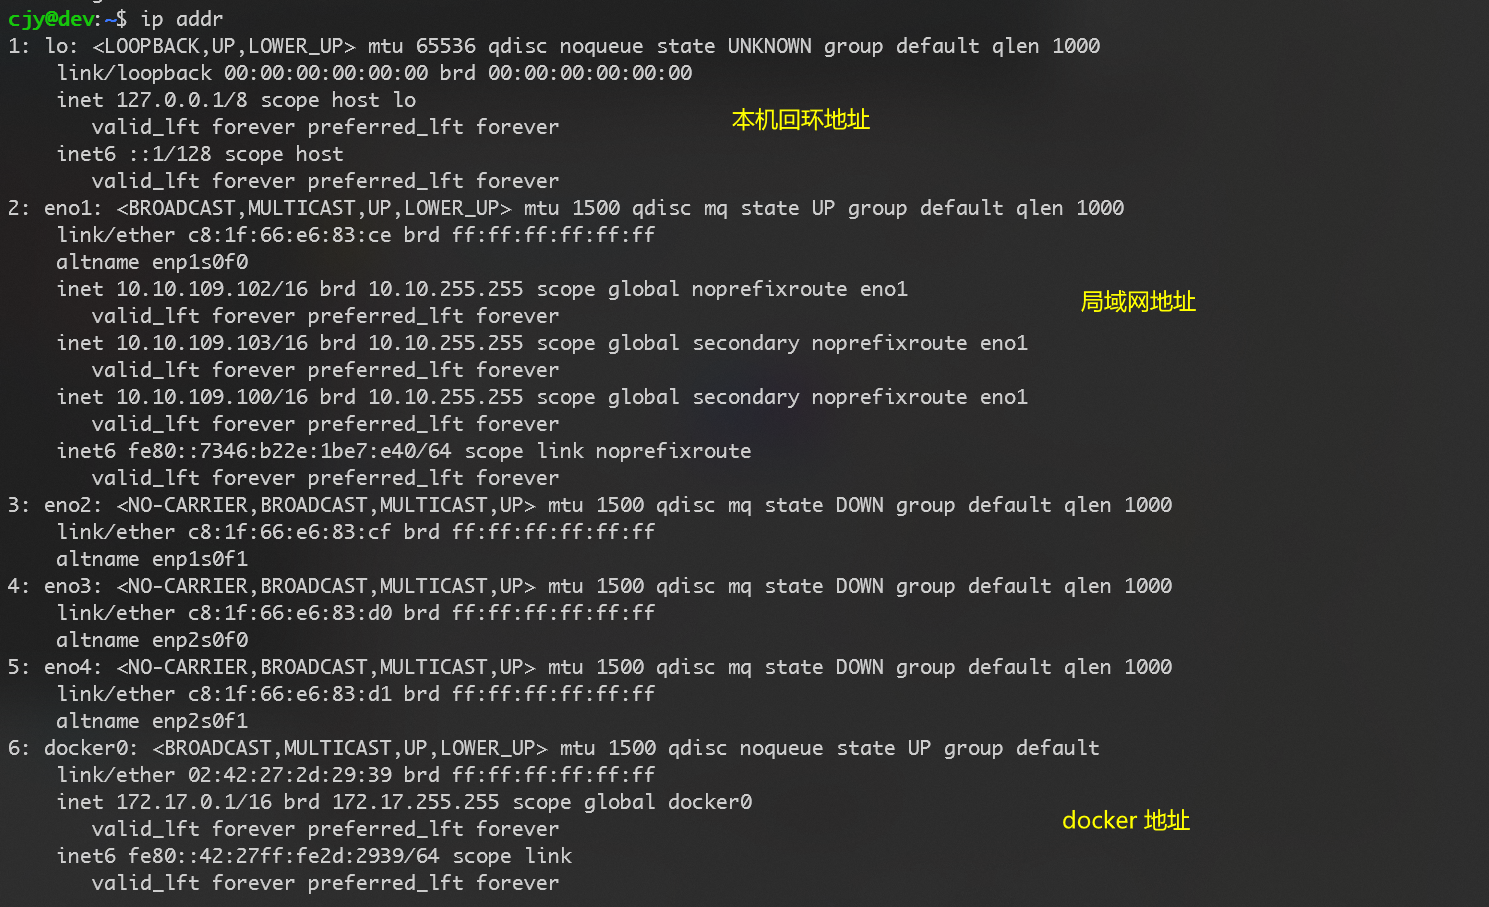 cjy@dev:~$ ip addr
1: lo: <LOOPBACK,UP,LOWER_UP> mtu 65536 qdisc noqueue state UNKNOWN group default qlen 1000
    link/loopback 00:00:00:00:00:00 brd 00:00:00:00:00:00
    inet 127.0.0.1/8 scope host lo
本机回环地址
       valid_lft forever preferred_lft forever
    inet6 ::1/128 scope host
       valid_lft forever preferred_lft forever
2: eno1: <BROADCAST,MULTICAST,UP,LOWER_UP> mtu 1500 qdisc mq state UP group default qlen 1000
    link/ether c8:1f:66:e6:83:ce brd ff:ff:ff:ff:ff:ff
    altname enp1s0f0
    inet 10.10.109.102/16 brd 10.10.255.255 scope global noprefixroute eno1
局域网地址
       valid_lft forever preferred_lft forever
    inet 10.10.109.103/16 brd 10.10.255.255 scope global secondary noprefixroute eno1
       valid_lft forever preferred_lft forever
    inet 10.10.109.100/16 brd 10.10.255.255 scope global secondary noprefixroute eno1
       valid_lft forever preferred_lft forever
    inet6 fe80::7346:b22e:1be7:e40/64 scope link noprefixroute
       valid_lft forever preferred_lft forever
3: eno2: <NO-CARRIER,BROADCAST,MULTICAST,UP> mtu 1500 qdisc mq state DOWN group default qlen 1000
    link/ether c8:1f:66:e6:83:cf brd ff:ff:ff:ff:ff:ff
    altname enp1s0f1
4: eno3: <NO-CARRIER,BROADCAST,MULTICAST,UP> mtu 1500 qdisc mq state DOWN group default qlen 1000
    link/ether c8:1f:66:e6:83:d0 brd ff:ff:ff:ff:ff:ff
    altname enp2s0f0
5: eno4: <NO-CARRIER,BROADCAST,MULTICAST,UP> mtu 1500 qdisc mq state DOWN group default qlen 1000
    link/ether c8:1f:66:e6:83:d1 brd ff:ff:ff:ff:ff:ff
    altname enp2s0f1
6: docker0: <BROADCAST,MULTICAST,UP,LOWER_UP> mtu 1500 qdisc noqueue state UP group default
    link/ether 02:42:27:2d:29:39 brd ff:ff:ff:ff:ff:ff
    inet 172.17.0.1/16 brd 172.17.255.255 scope global docker0
docker 地址
       valid_lft forever preferred_lft forever
    inet6 fe80::42:27ff:fe2d:2939/64 scope link
       valid_lft forever preferred_lft forever